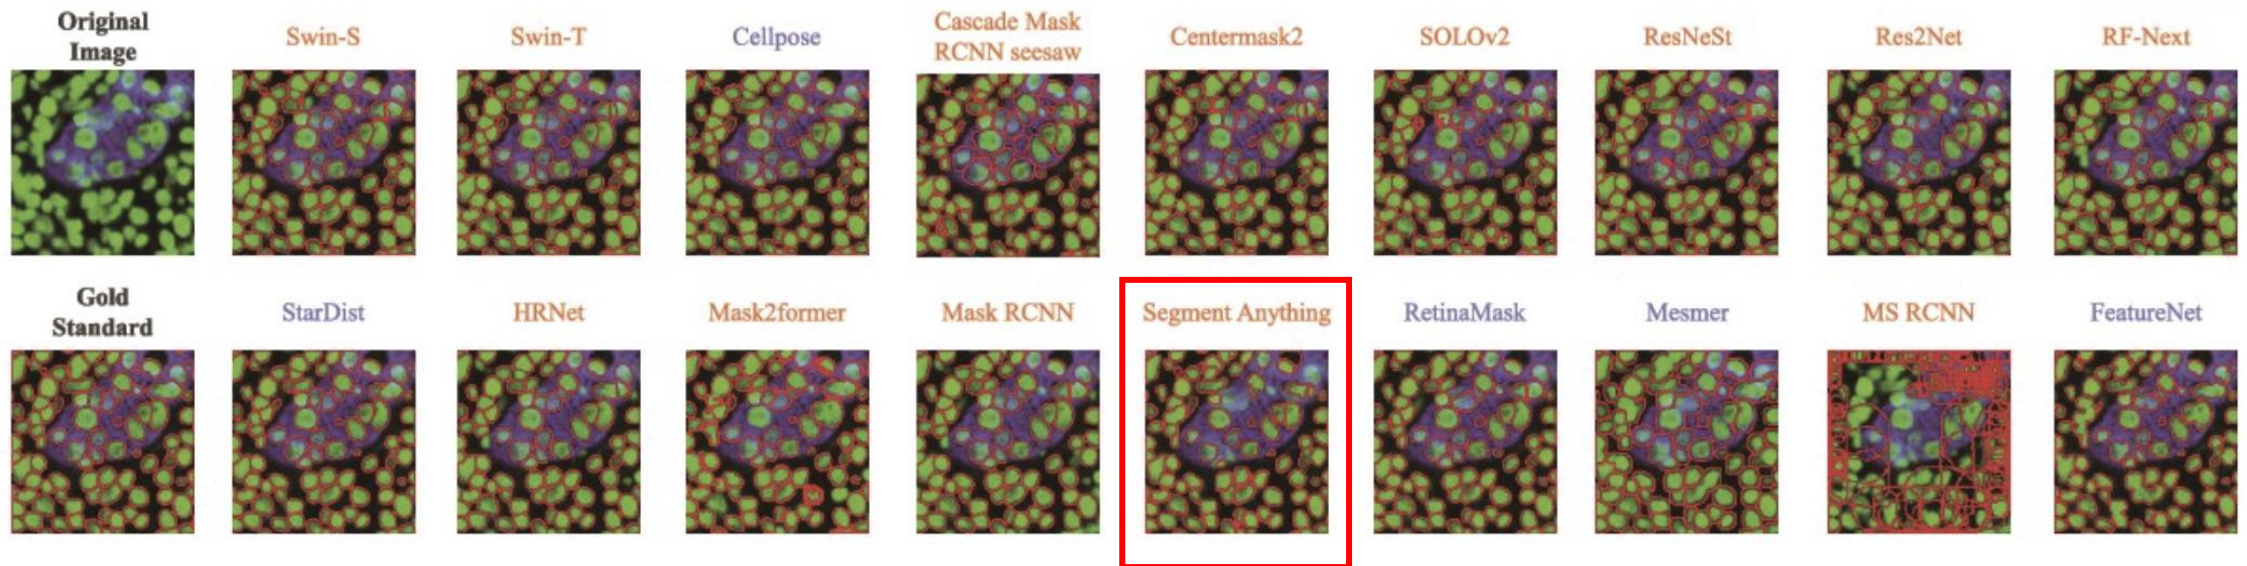 Original
Image
Swin-S
Swin-T
Cellpose
Cascade Mask
RCNN seesaw
Centermask2
SOLOv2
ResNeSt
Res2Net
RF-Next
Gold
Standard
StarDist
HRNet
Mask2former
Mask RCNN
Segment Anything
RetinaMask
Mesmer
MS RCNN
FeatureNet